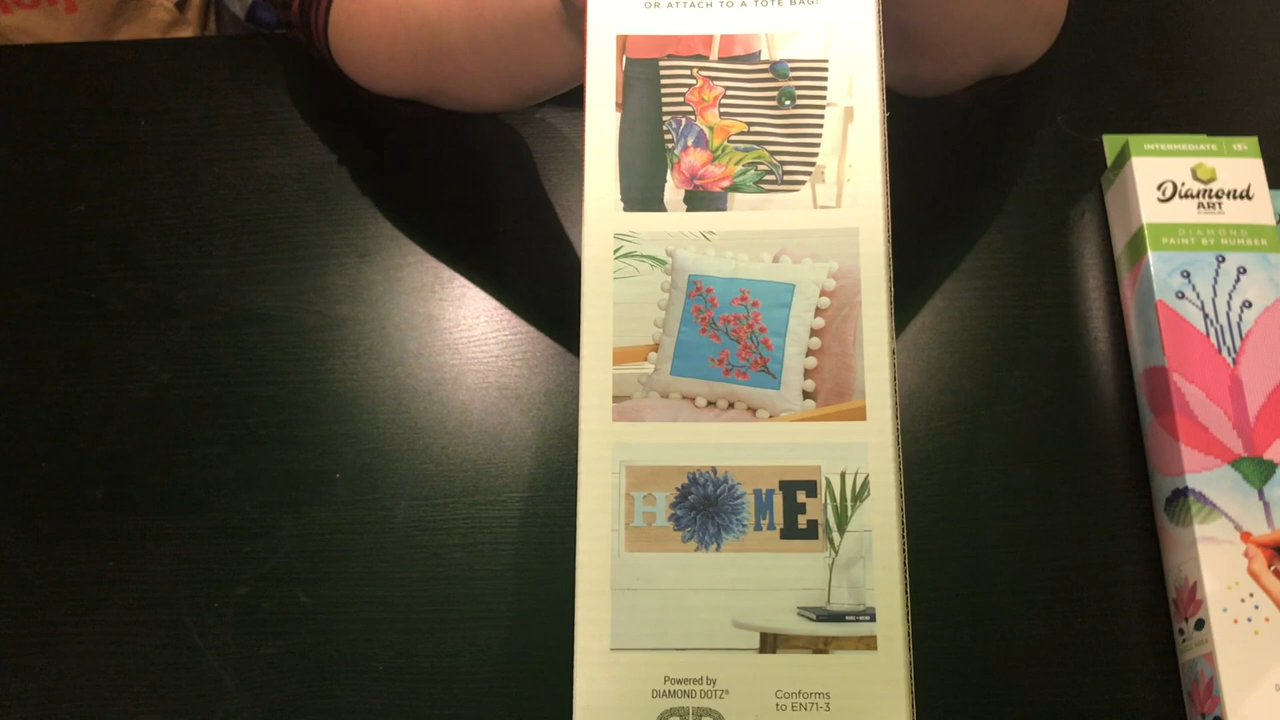 OR ATTACH TO A TOTE BAG!
HOME
Powered by
DIAMOND DOTZ®
Conforms
to EN71-3
INTERMEDIATE | 13+
Diamond
ART
DIAMOND
PAINT BY NUMBER